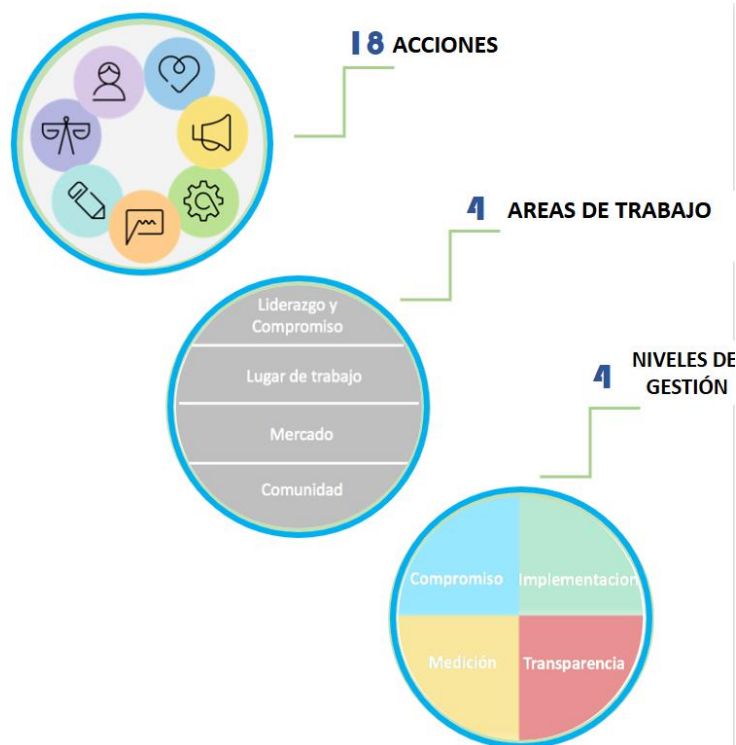 18 ACCIONES
4 AREAS DE TRABAJO
Liderazgo y
Compromiso
Lugar de trabajo
Mercado
Comunidad
4 NIVELES DE
GESTIÓN
Compromiso
Implementacion
Medición
Transparencia